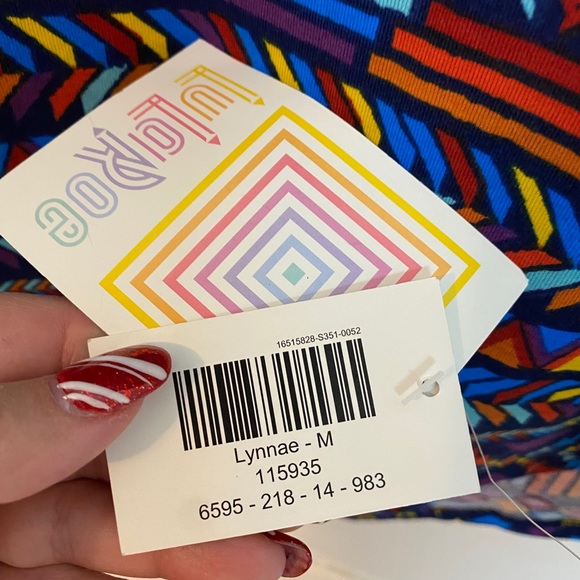 LuLaRoe
16515828-S351-0052
Lynnae - M
115935
6595 - 218 - 14 - 983